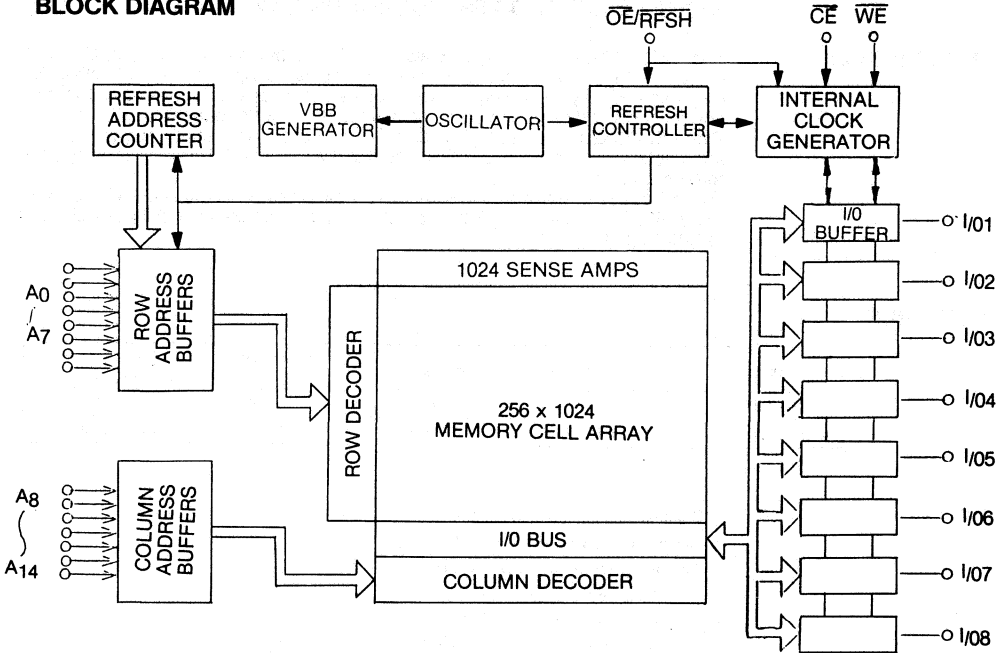 BLOCK DIAGRAM
OE/RFSH
CE
WE
REFRESH
ADDRESS
COUNTER
VBB
GENERATOR
OSCILLATOR
REFRESH
CONTROLLER
INTERNAL
CLOCK
GENERATOR
I/0
BUFFER
I/01
I/02
I/03
I/04
I/05
I/06
I/07
I/08
A0
A7
ROW
ADDRESS
BUFFERS
1024 SENSE AMPS
ROW DECODER
256 x 1024
MEMORY CELL ARRAY
I/0 BUS
COLUMN DECODER
A8
A14
COLUMN
ADDRESS
BUFFERS